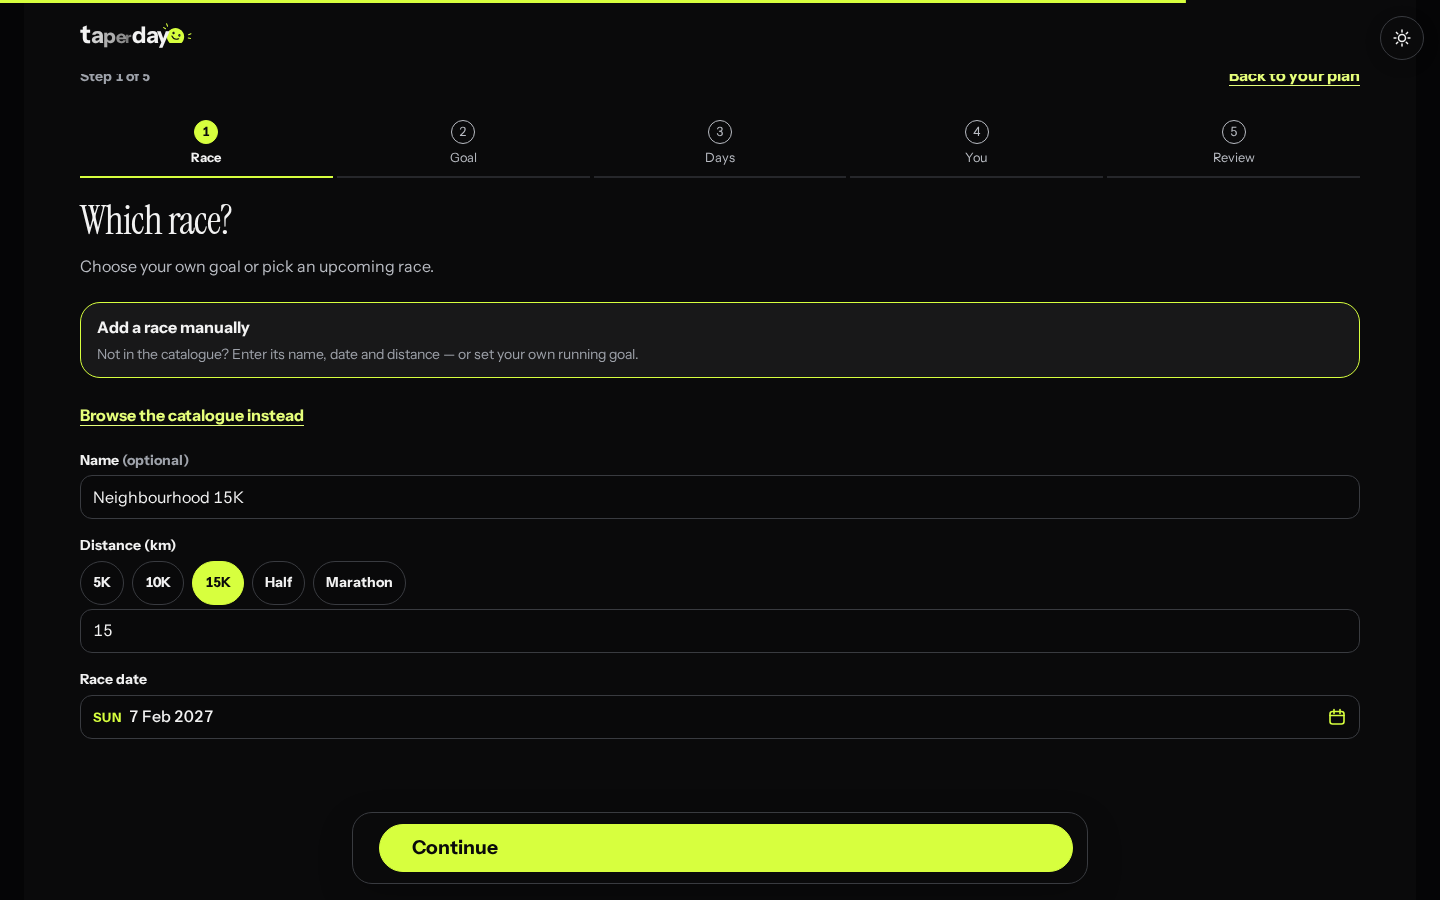 taperday
Step 1 of 5
Back to your plan
1
2
3
4
5
Race
Goal
Days
You
Review
Which race?
Choose your own goal or pick an upcoming race.
Add a race manually
Not in the catalogue? Enter its name, date and distance — or set your own running goal.
Browse the catalogue instead
Name (optional)
Neighbourhood 15K
Distance (km)
5K
10K
15K
Half
Marathon
15
Race date
SUN 7 Feb 2027
Continue